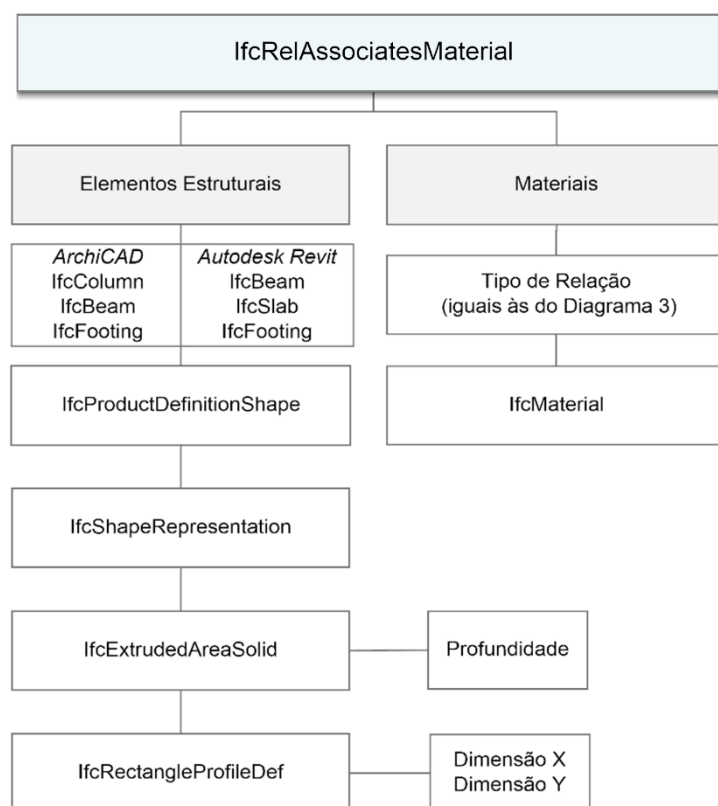 IfcRelAssociatesMaterial
Elementos Estruturais
Materiais
ArchiCAD
IfcColumn
IfcBeam
IfcFooting
Autodesk Revit
IfcBeam
IfcSlab
IfcFooting
Tipo de Relação
(iguais às do Diagrama 3)
IfcProductDefinitionShape
IfcMaterial
IfcShapeRepresentation
IfcExtrudedAreaSolid
Profundidade
IfcRectangleProfileDef
Dimensão X
Dimensão Y